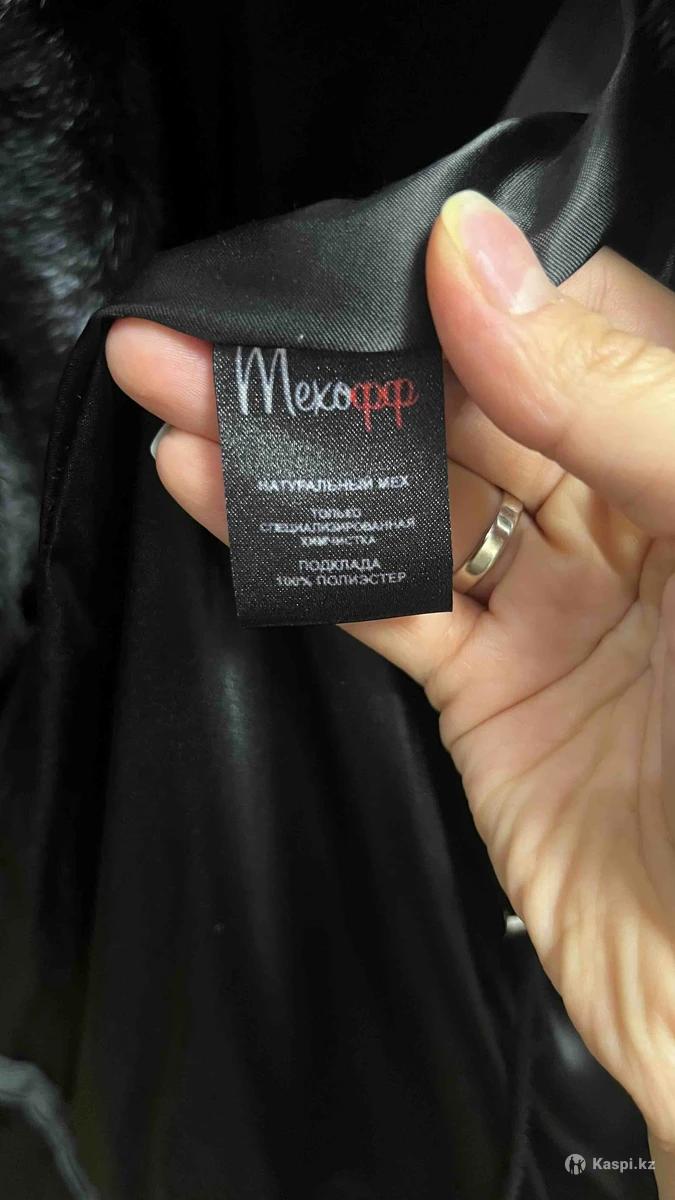 Мехофф
НАТУРАЛЬНЫЙ МЕХ
ТОЛЬКО
СПЕЦИАЛИЗИРОВАННАЯ
ХИМЧИСТКА
ПОДКЛАДА
100% ПОЛИЭСТЕР
Kaspi.kz